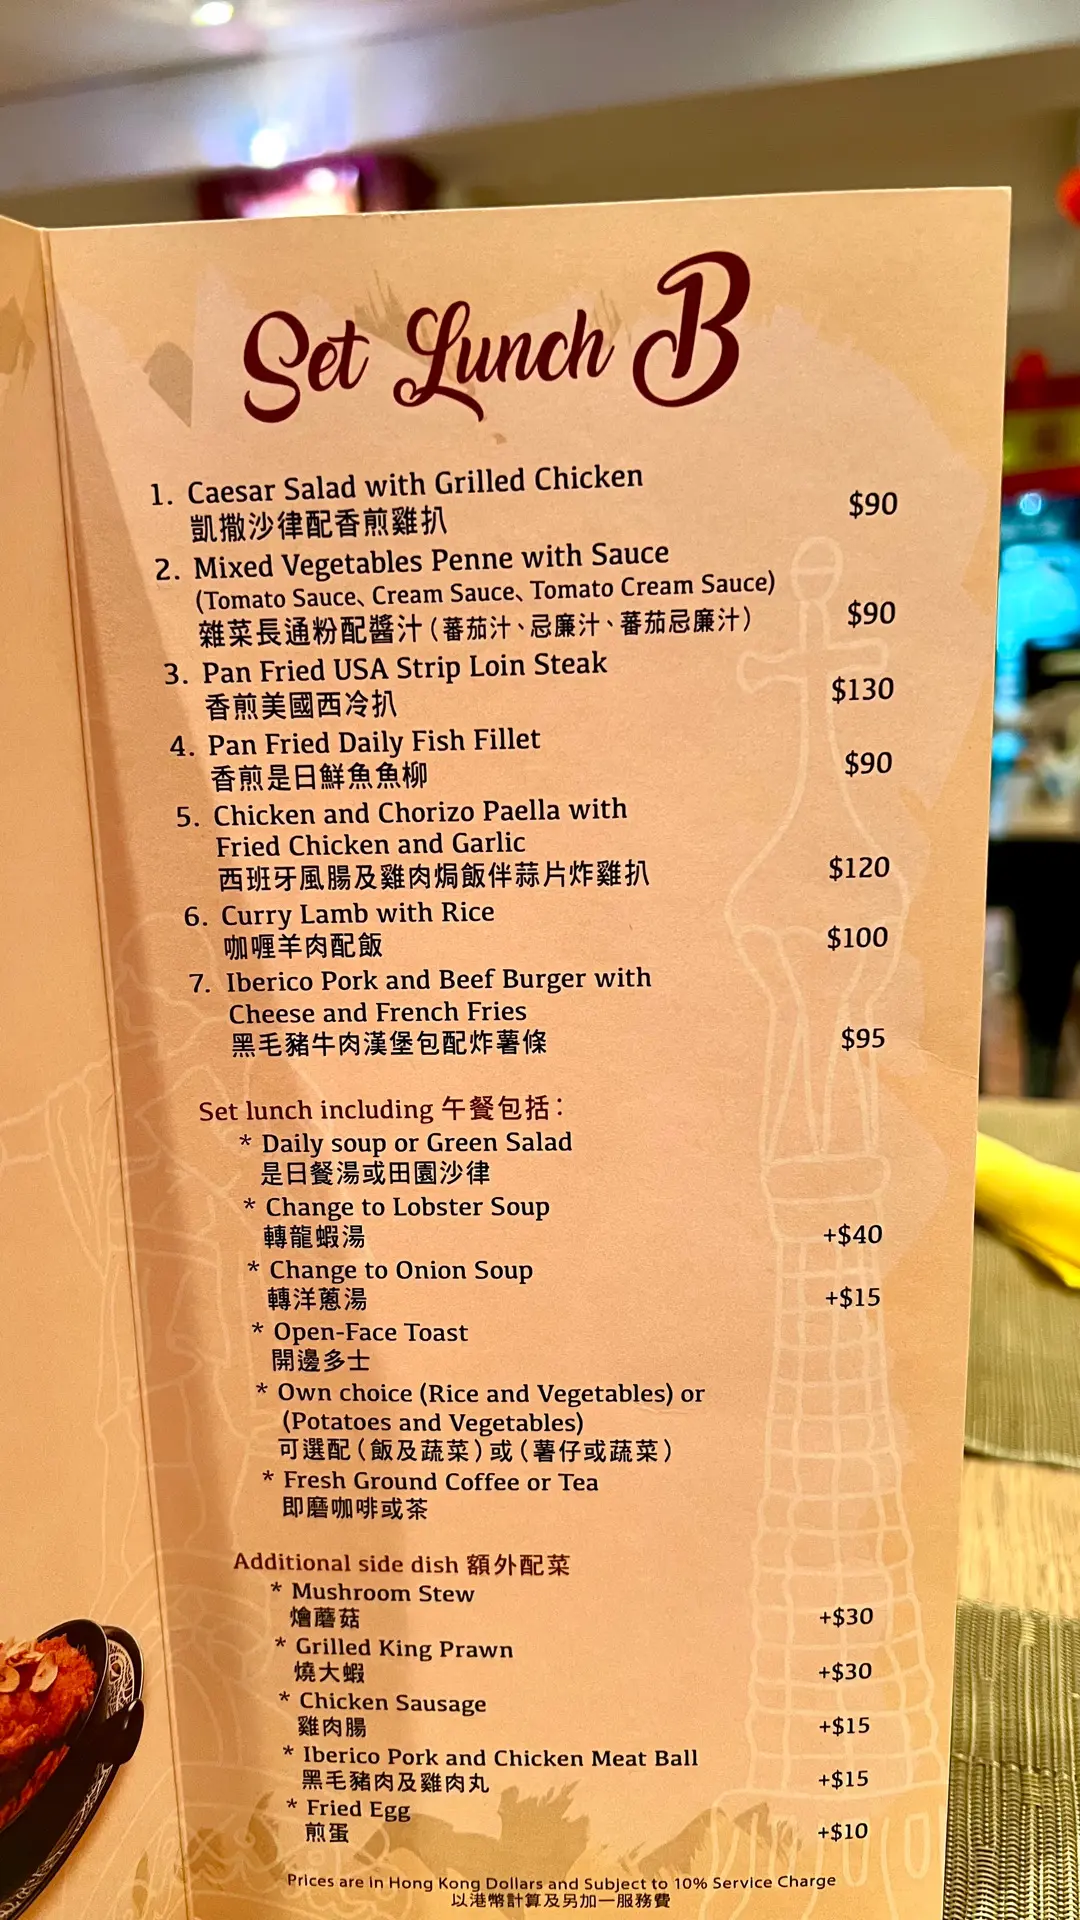 Set Lunch B
1. Caesar Salad with Grilled Chicken
凱撒沙律配香煎雞扒
$90
2. Mixed Vegetables Penne with Sauce
(Tomato Sauce、Cream Sauce、Tomato Cream Sauce)
雜菜長通粉配醬汁（蕃茄汁、忌廉汁、蕃茄忌廉汁）
$90
3. Pan Fried USA Strip Loin Steak
香煎美國西冷扒
$130
4. Pan Fried Daily Fish Fillet
香煎是日鮮魚魚柳
$90
5. Chicken and Chorizo Paella with
Fried Chicken and Garlic
西班牙風腸及雞肉焗飯伴蒜片炸雞扒
$120
6. Curry Lamb with Rice
咖喱羊肉配飯
$100
7. Iberico Pork and Beef Burger with
Cheese and French Fries
黑毛豬牛肉漢堡包配炸薯條
$95
Set lunch including 午餐包括：
* Daily soup or Green Salad
是日餐湯或田園沙律
* Change to Lobster Soup
轉龍蝦湯
+$40
* Change to Onion Soup
轉洋蔥湯
+$15
* Open-Face Toast
開邊多士
* Own choice (Rice and Vegetables) or
(Potatoes and Vegetables)
可選配（飯及蔬菜）或（薯仔或蔬菜）
* Fresh Ground Coffee or Tea
即磨咖啡或茶
Additional side dish 額外配菜
* Mushroom Stew
燴蘑菇
+$30
* Grilled King Prawn
燒大蝦
+$30
* Chicken Sausage
雞肉腸
+$15
* Iberico Pork and Chicken Meat Ball
黑毛豬肉及雞肉丸
+$15
* Fried Egg
煎蛋
+$10
Prices are in Hong Kong Dollars and Subject to 10% Service Charge
以港幣計算及另加一服務費